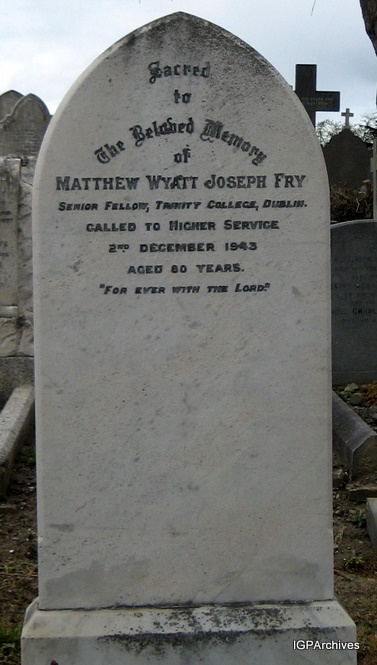 Sacred
to
The Beloved Memory
of
Matthew Wyatt Joseph Fry
Senior Fellow, Trinity College, Dublin.
Called to Higher Service
2nd December 1943
Aged 80 years.
"For ever with the Lord."
IGPArchives